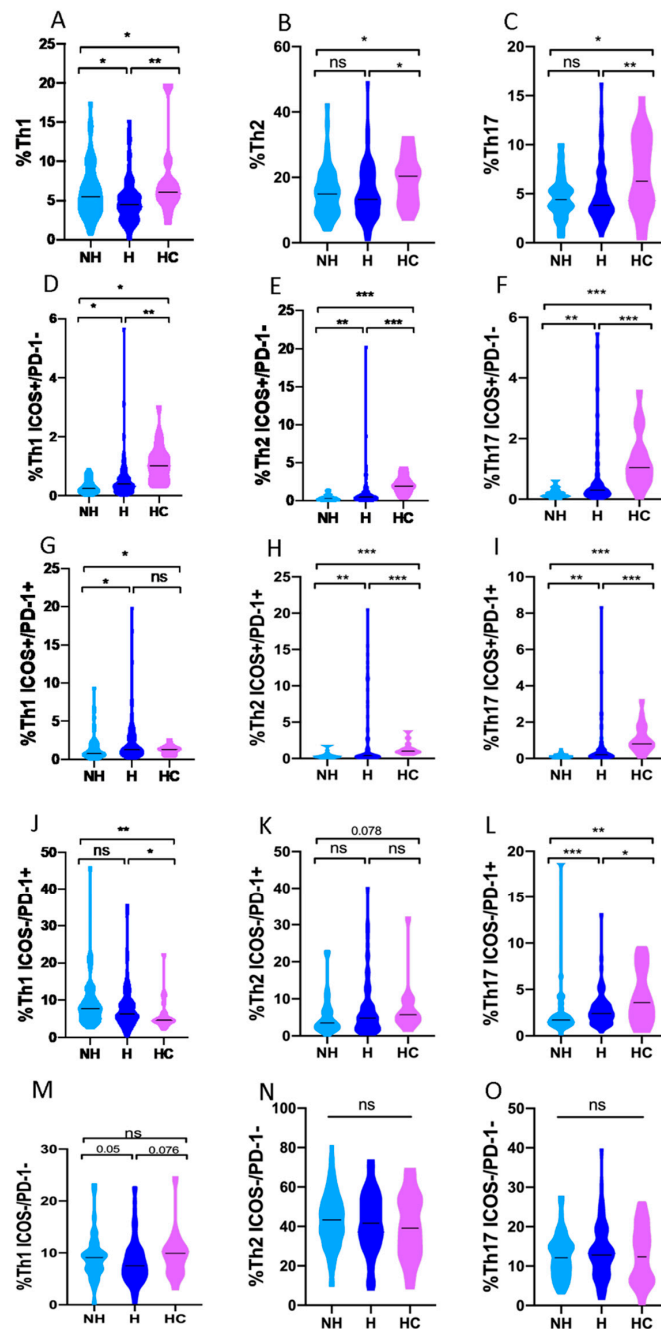 A
B
C
*
*
**
*
ns
*
*
ns
**
%Th1
25
20
15
10
5
0
NH H HC
%Th2
60
40
20
0
NH H HC
%Th17
20
15
10
5
0
NH H HC
D
E
F
*
*
**
***
**
***
***
**
***
%Th1 ICOS+/PD-1-
6
4
2
0
NH H HC
%Th2 ICOS+/PD-1-
25
20
15
10
5
0
NH H HC
%Th17 ICOS+/PD-1-
6
4
2
0
NH H HC
G
H
I
*
*
ns
***
**
***
***
**
***
%Th1 ICOS+/PD-1+
25
20
15
10
5
0
NH H HC
%Th2 ICOS+/PD-1+
25
20
15
10
5
0
NH H HC
%Th17 ICOS+/PD-1+
10
8
6
4
2
0
NH H HC
J
K
L
**
ns
*
0.078
ns
ns
**
***
*
%Th1 ICOS-/PD-1+
50
40
30
20
10
0
NH H HC
%Th2 ICOS-/PD-1+
50
40
30
20
10
0
NH H HC
%Th17 ICOS-/PD-1+
20
15
10
5
0
NH H HC
M
N
O
ns
0.05
0.076
ns
ns
%Th1 ICOS-/PD-1-
30
20
10
0
NH H HC
%Th2 ICOS-/PD-1-
100
80
60
40
20
0
NH H HC
%Th17 ICOS-/PD-1-
50
40
30
20
10
0
NH H HC